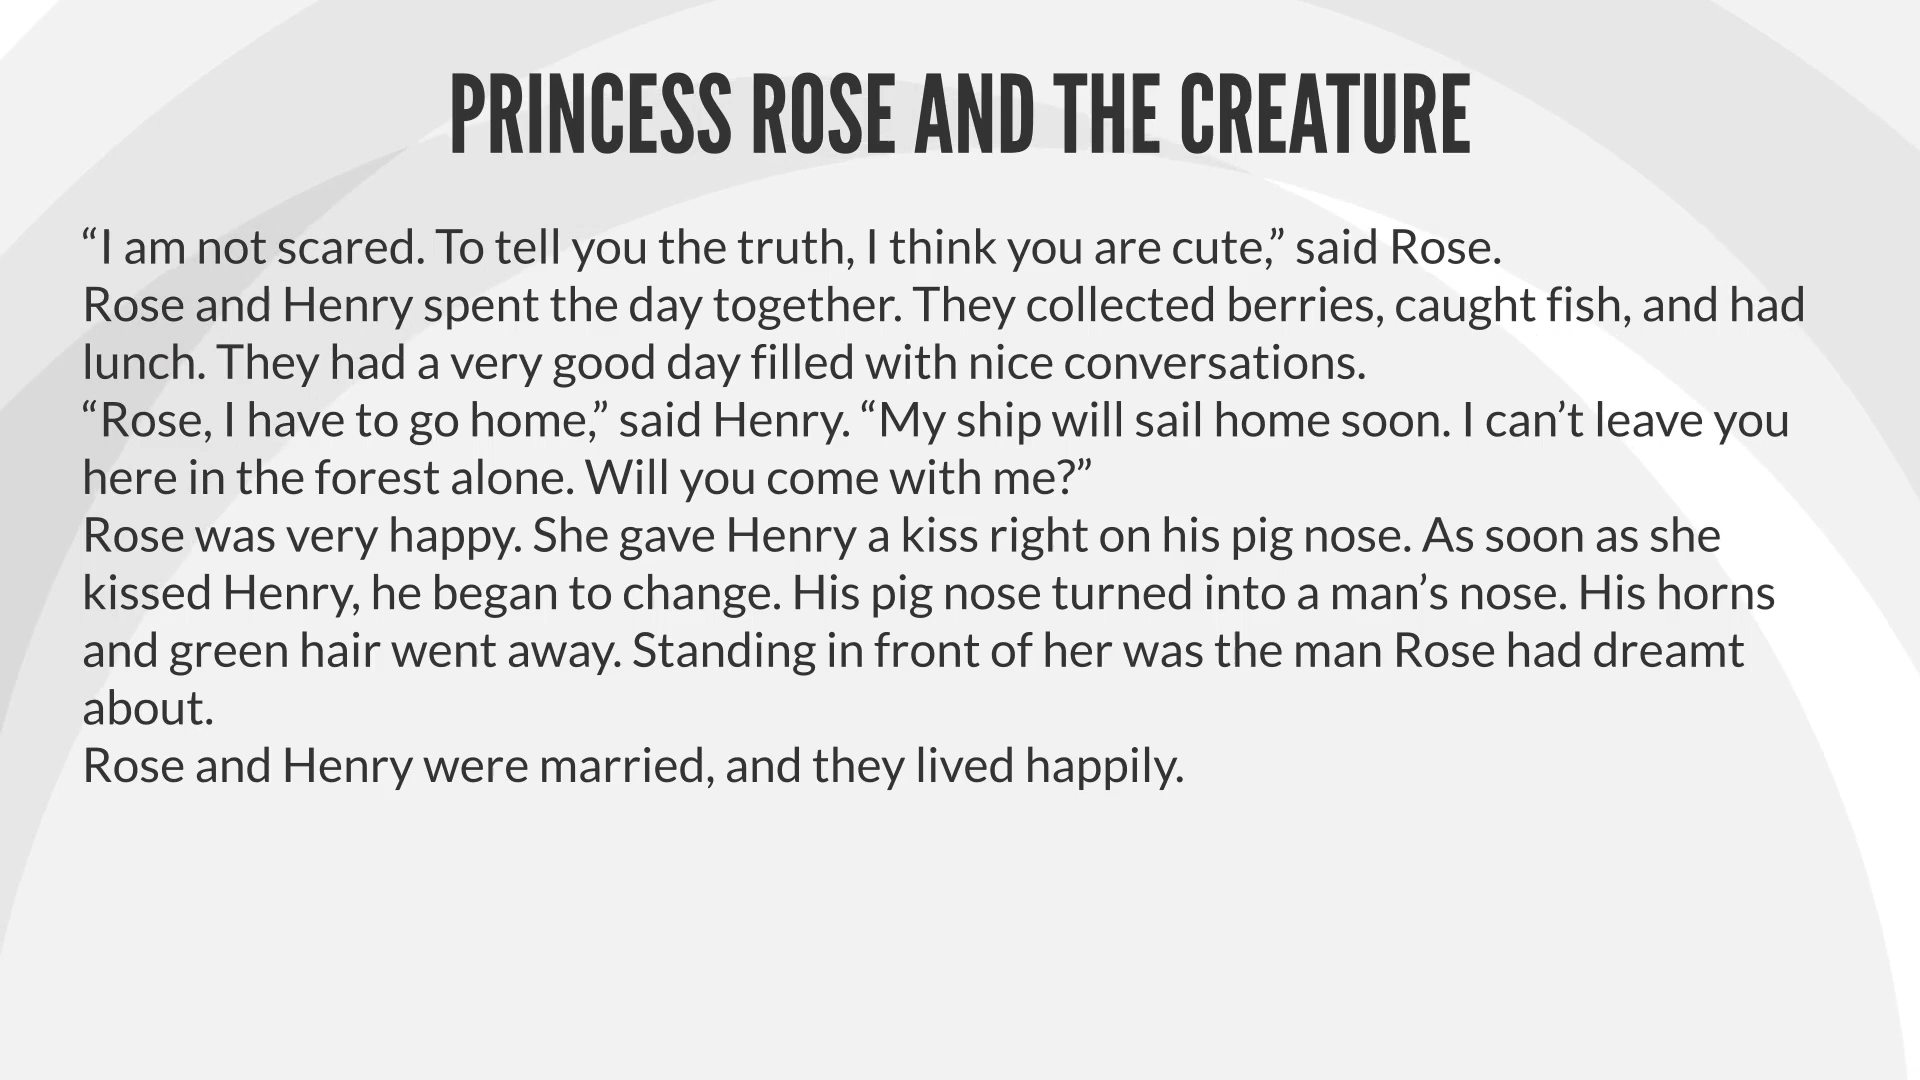 PRINCESS ROSE AND THE CREATURE
“I am not scared. To tell you the truth, I think you are cute,” said Rose.
Rose and Henry spent the day together. They collected berries, caught fish, and had
lunch. They had a very good day filled with nice conversations.
“Rose, I have to go home,” said Henry. “My ship will sail home soon. I can’t leave you
here in the forest alone. Will you come with me?”
Rose was very happy. She gave Henry a kiss right on his pig nose. As soon as she
kissed Henry, he began to change. His pig nose turned into a man’s nose. His horns
and green hair went away. Standing in front of her was the man Rose had dreamt
about.
Rose and Henry were married, and they lived happily.